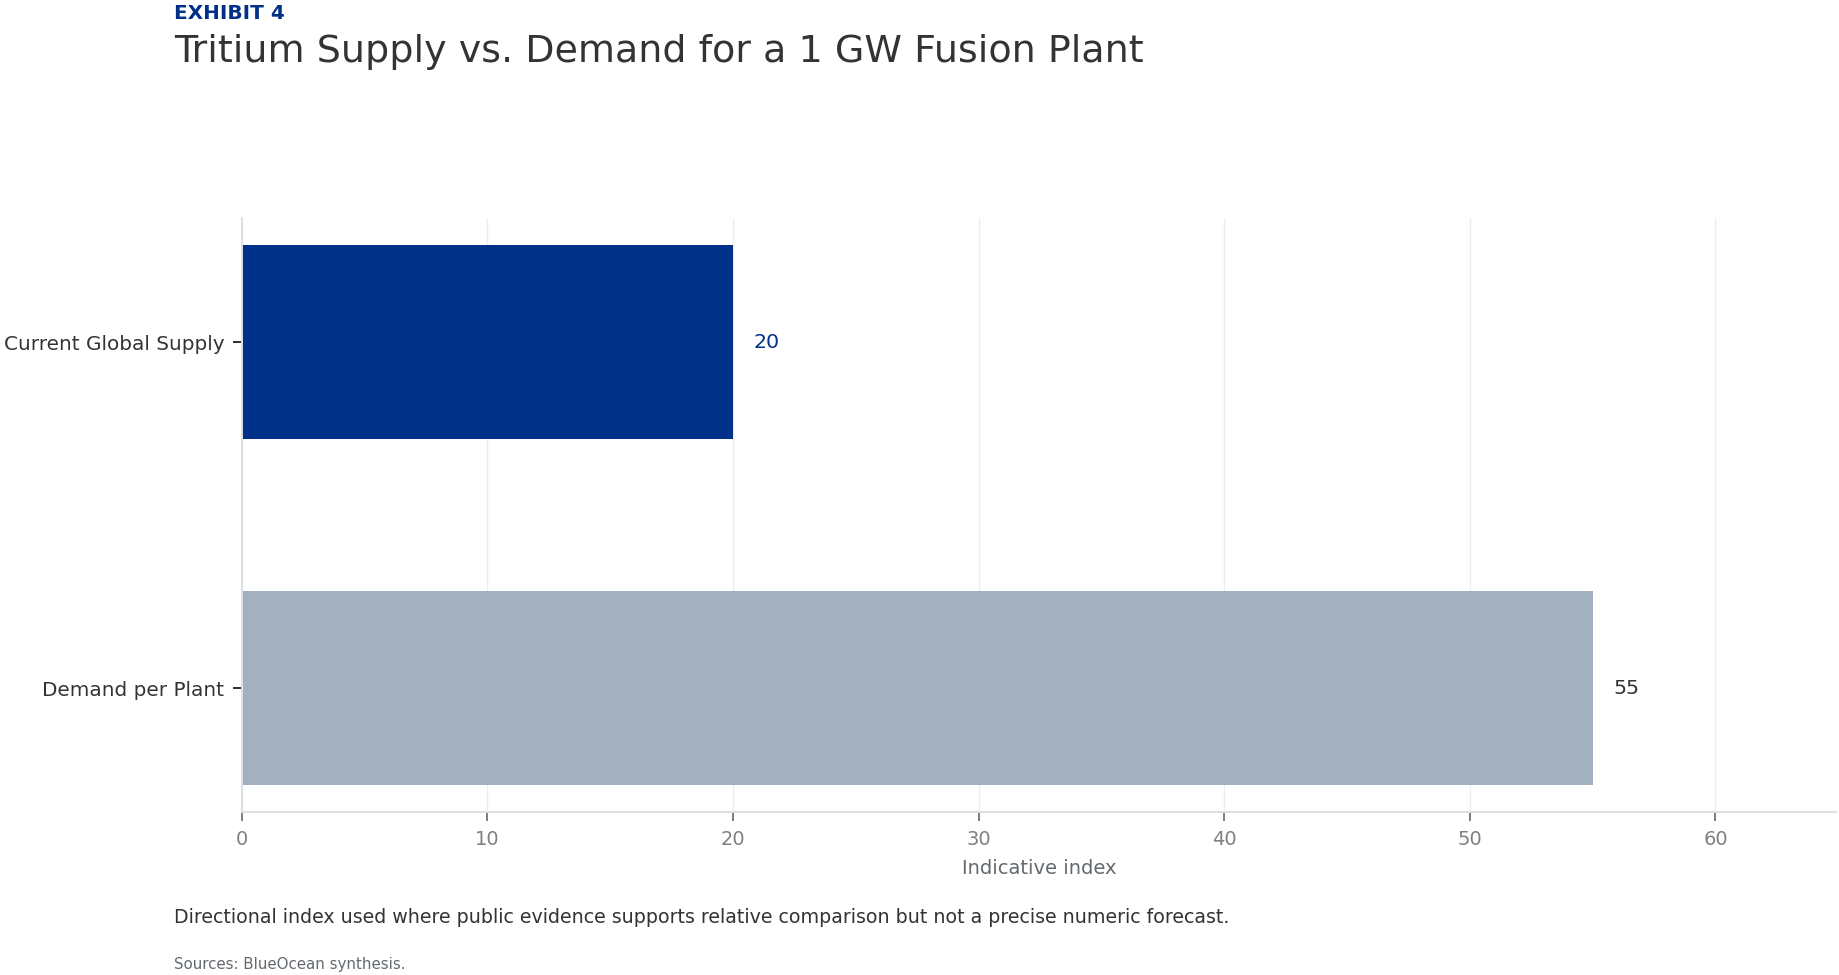 EXHIBIT 4
Tritium Supply vs. Demand for a 1 GW Fusion Plant
Current Global Supply
20
Demand per Plant
55
0 10 20 30 40 50 60
Indicative index
Directional index used where public evidence supports relative comparison but not a precise numeric forecast.
Sources: BlueOcean synthesis.